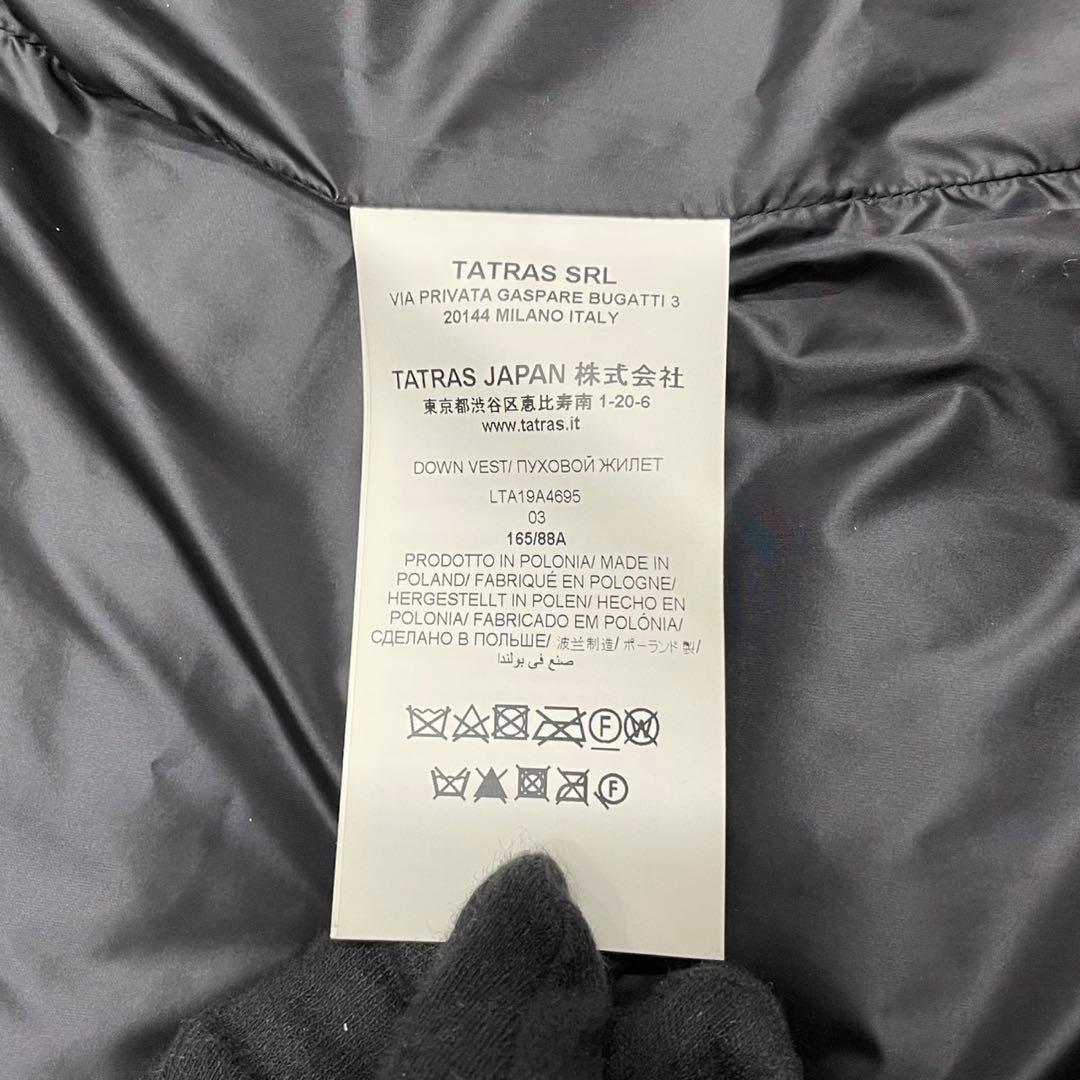 TATRAS SRL
VIA PRIVATA GASPARE BUGATTI 3
20144 MILANO ITALY
TATRAS JAPAN 株式会社
東京都渋谷区恵比寿南 1-20-6
www.tatras.it
DOWN VEST/ ПУХОВОЙ ЖИЛЕТ
LTA19A4695
03
165/88A
PRODOTTO IN POLONIA/ MADE IN
POLAND/ FABRIQUÉ EN POLOGNE/
HERGESTELLT IN POLEN/ HECHO EN
POLONIA/ FABRICADO EM POLÓNIA/
СДЕЛАНО В ПОЛЬШЕ/ 波兰制造/ ポーランド製/
صنع في بولندا
F W
F